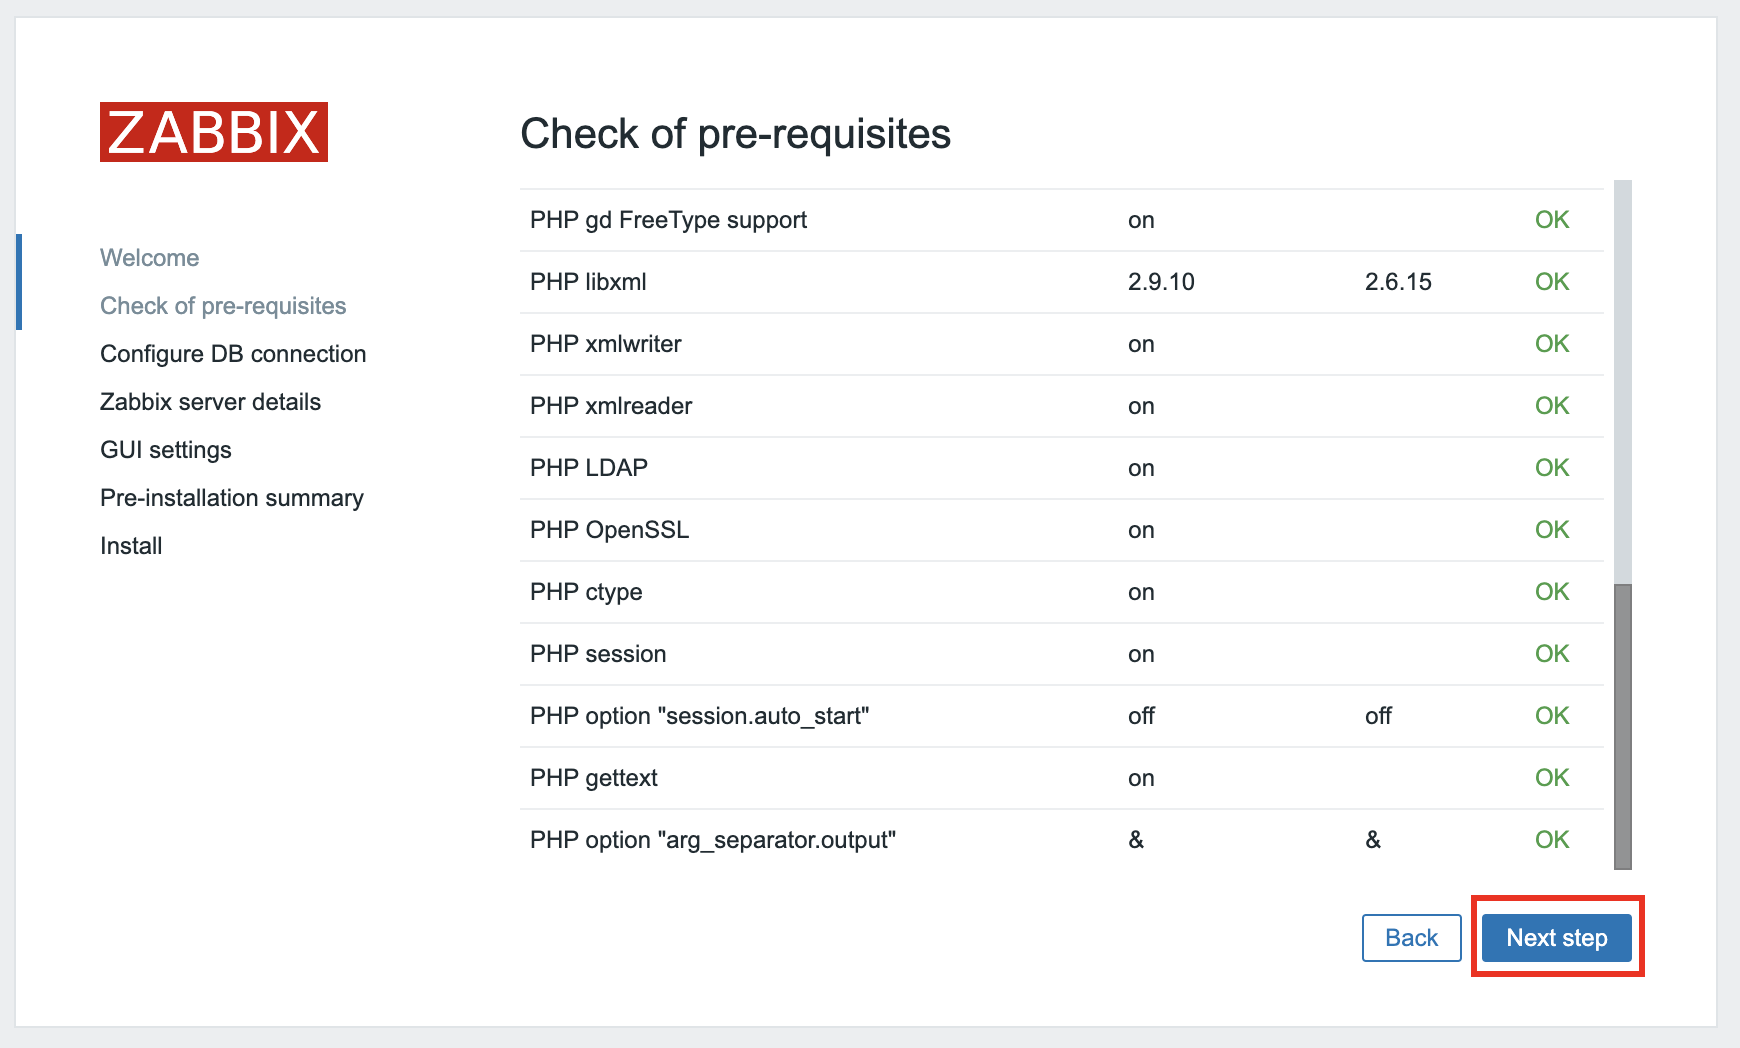 ZABBIX
Welcome
Check of pre-requisites
Configure DB connection
Zabbix server details
GUI settings
Pre-installation summary
Install
Check of pre-requisites
PHP gd FreeType support on OK
PHP libxml 2.9.10 2.6.15 OK
PHP xmlwriter on OK
PHP xmlreader on OK
PHP LDAP on OK
PHP OpenSSL on OK
PHP ctype on OK
PHP session on OK
PHP option "session.auto_start" off off OK
PHP gettext on OK
PHP option "arg_separator.output" & & OK
Back Next step